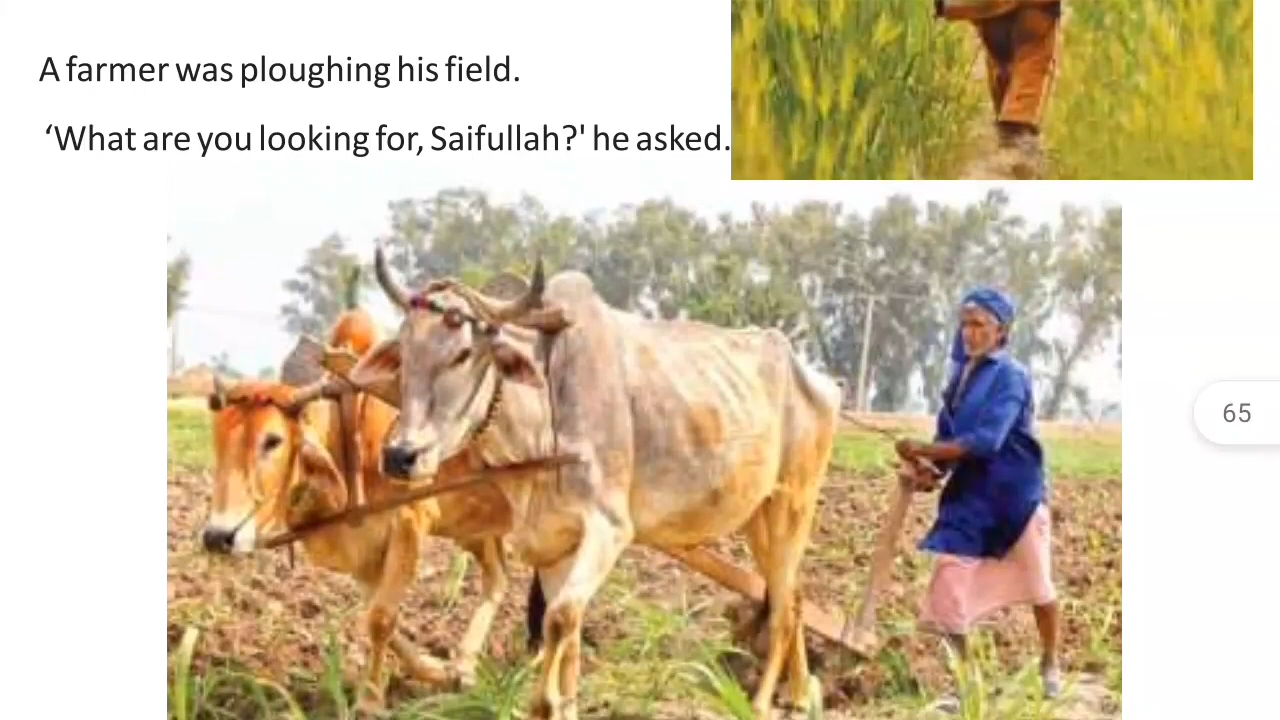 A farmer was ploughing his field.
‘What are you looking for, Saifullah?' he asked.
65